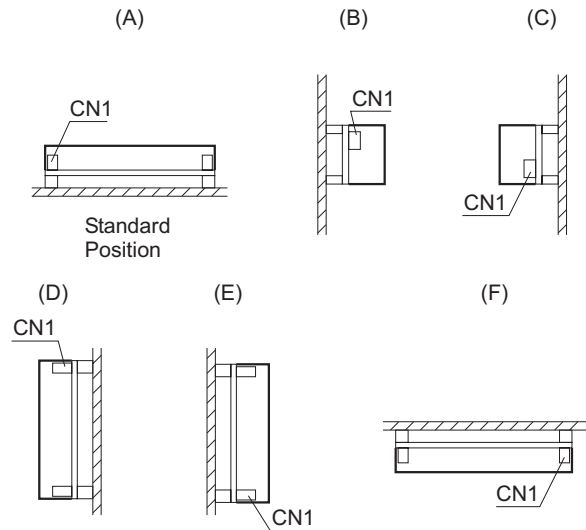 (A)
(B)
(C)
CN1
CN1
CN1
Standard
Position
(D)
(E)
(F)
CN1
CN1
CN1